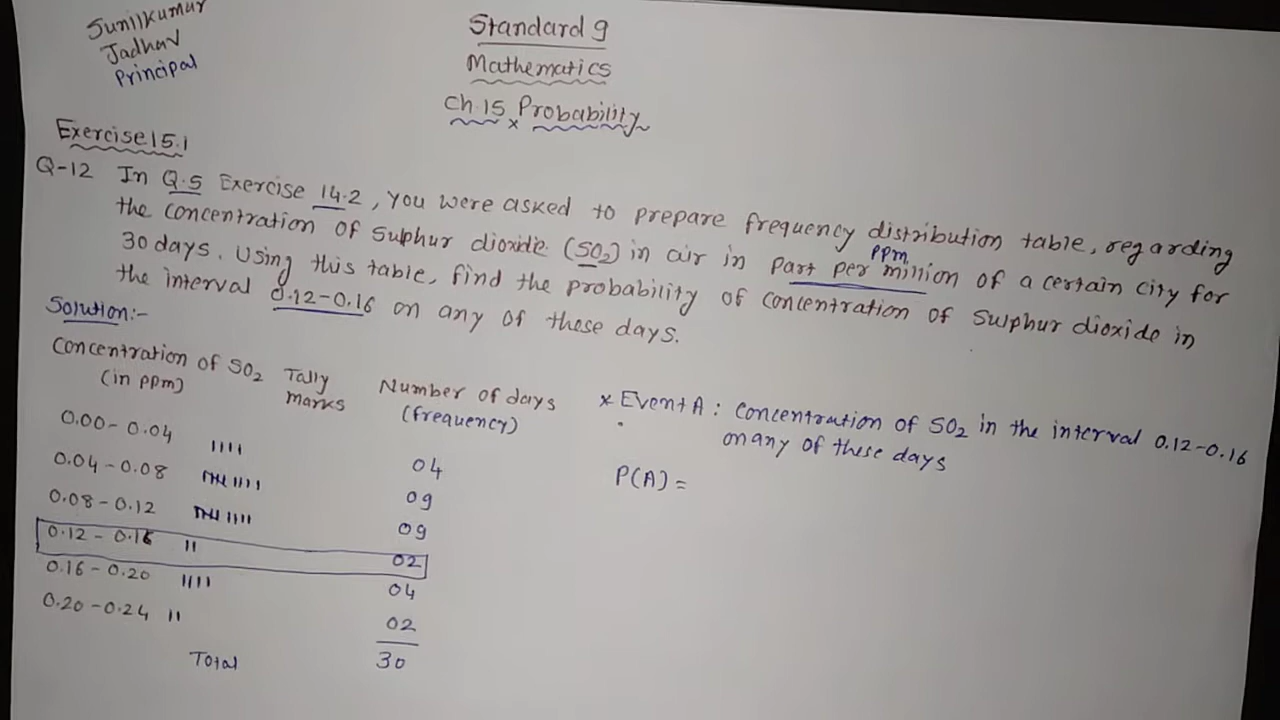 Sunilkumar
Jadhav
Principal
Standard 9
Mathematics
Ch.15 x Probability
Exercise 15.1
Q-12 In Q.5 Exercise 14.2, you were asked to prepare frequency distribution table, regarding
the concentration of Sulphur dioxide (SO2) in air in part per million of a certain city for
PPM
30 days. Using this table, find the probability of concentration of Sulphur dioxide in
the interval 0.12-0.16 on any of these days.
Solution:-
Concentration of SO2 Tally Number of days
(in ppm) marks (frequency)
0.00-0.04 |||| 04
0.04-0.08 ~~||||~~ |||| 09
0.08-0.12 ~~||||~~ |||| 09
0.12-0.16 || 02
0.16-0.20 |||| 04
0.20-0.24 || 02
Total 30
x Event A: Concentration of SO2 in the interval 0.12-0.16
on any of these days
P(A) =